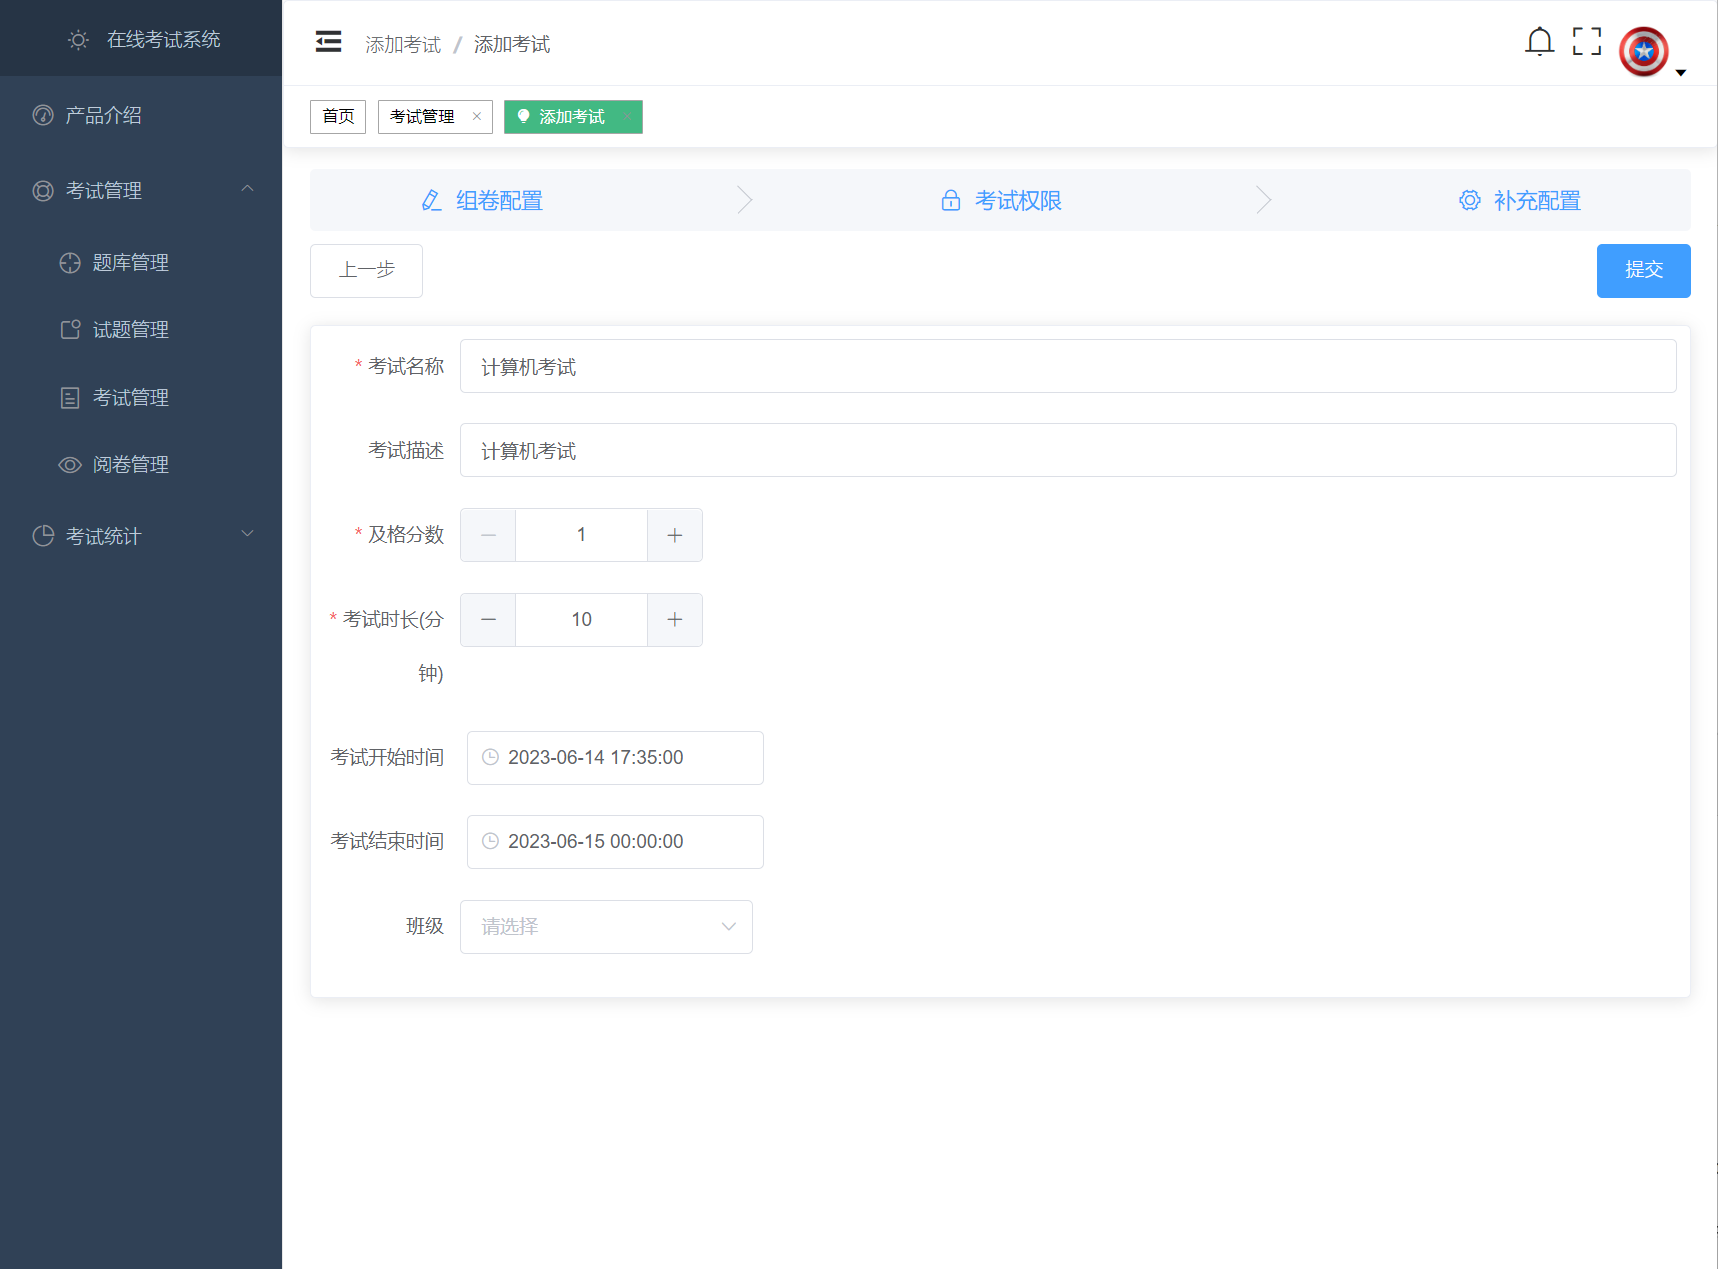 在线考试系统
产品介绍
考试管理
题库管理
试题管理
考试管理
阅卷管理
考试统计
添加考试 / 添加考试
首页
考试管理 ×
添加考试
组卷配置
考试权限
补充配置
上一步
提交
* 考试名称 计算机考试
考试描述 计算机考试
* 及格分数 − 1 +
* 考试时长(分
钟) − 10 +
考试开始时间 2023-06-14 17:35:00
考试结束时间 2023-06-15 00:00:00
班级 请选择